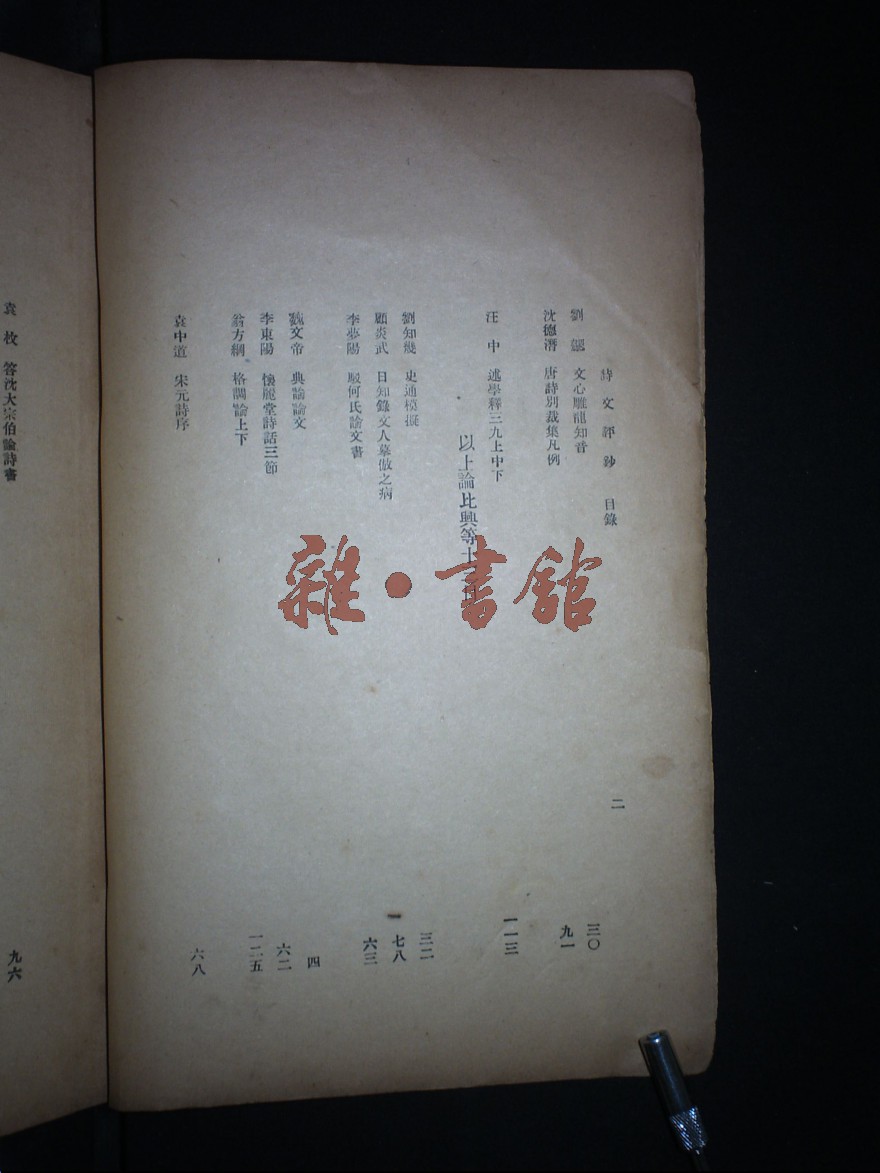 詩文評鈔 目錄 二
劉勰 文心雕龍知音 三〇
沈德潛 唐詩別裁集凡例 九一
汪中 述學釋三九上中下 一一三
以上論比興等十
劉知幾 史通模擬 三二
顧炎武 日知錄文人摹倣之病 七八
李夢陽 駁何氏論文書 六三
魏文帝 典論論文 四
李東陽 懷麓堂詩話三節 六二
翁方綱 格調論上下 一二五
袁中道 宋元詩序 六八
袁枚 答沈大宗伯論詩書 九六
雜·書館